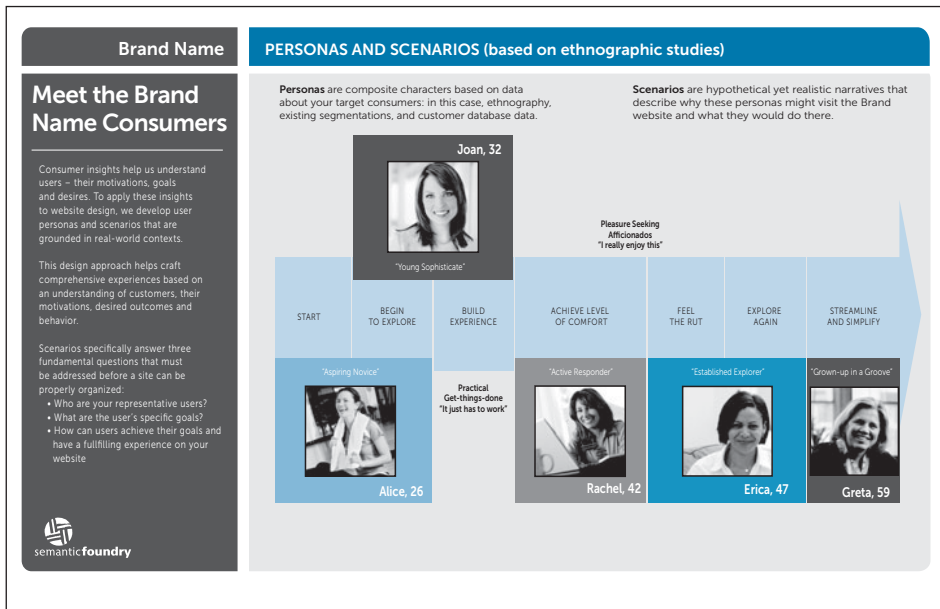 Brand Name
PERSONAS AND SCENARIOS (based on ethnographic studies)
Meet the Brand
Name Consumers
Consumer insights help us understand
users – their motivations, goals
and desires. To apply these insights
to website design, we develop user
personas and scenarios that are
grounded in real-world contexts.
This design approach helps craft
comprehensive experiences based on
an understanding of customers, their
motivations, desired outcomes and
behavior.
Scenarios specifically answer three
fundamental questions that must
be addressed before a site can be
properly organized:
• Who are your representative users?
• What are the user's specific goals?
• How can users achieve their goals and
have a fullfilling experience on your
website
semanticfoundry
Personas are composite characters based on data
about your target consumers: in this case, ethnography,
existing segmentations, and customer database data.
Scenarios are hypothetical yet realistic narratives that
describe why these personas might visit the Brand
website and what they would do there.
Joan, 32
"Young Sophisticate"
Pleasure Seeking
Afficionados
"I really enjoy this"
START
BEGIN
TO EXPLORE
BUILD
EXPERIENCE
ACHIEVE LEVEL
OF COMFORT
FEEL
THE RUT
EXPLORE
AGAIN
STREAMLINE
AND SIMPLIFY
"Aspiring Novice"
Alice, 26
Practical
Get-things-done
"It just has to work"
"Active Responder"
Rachel, 42
"Established Explorer"
Erica, 47
"Grown-up in a Groove"
Greta, 59